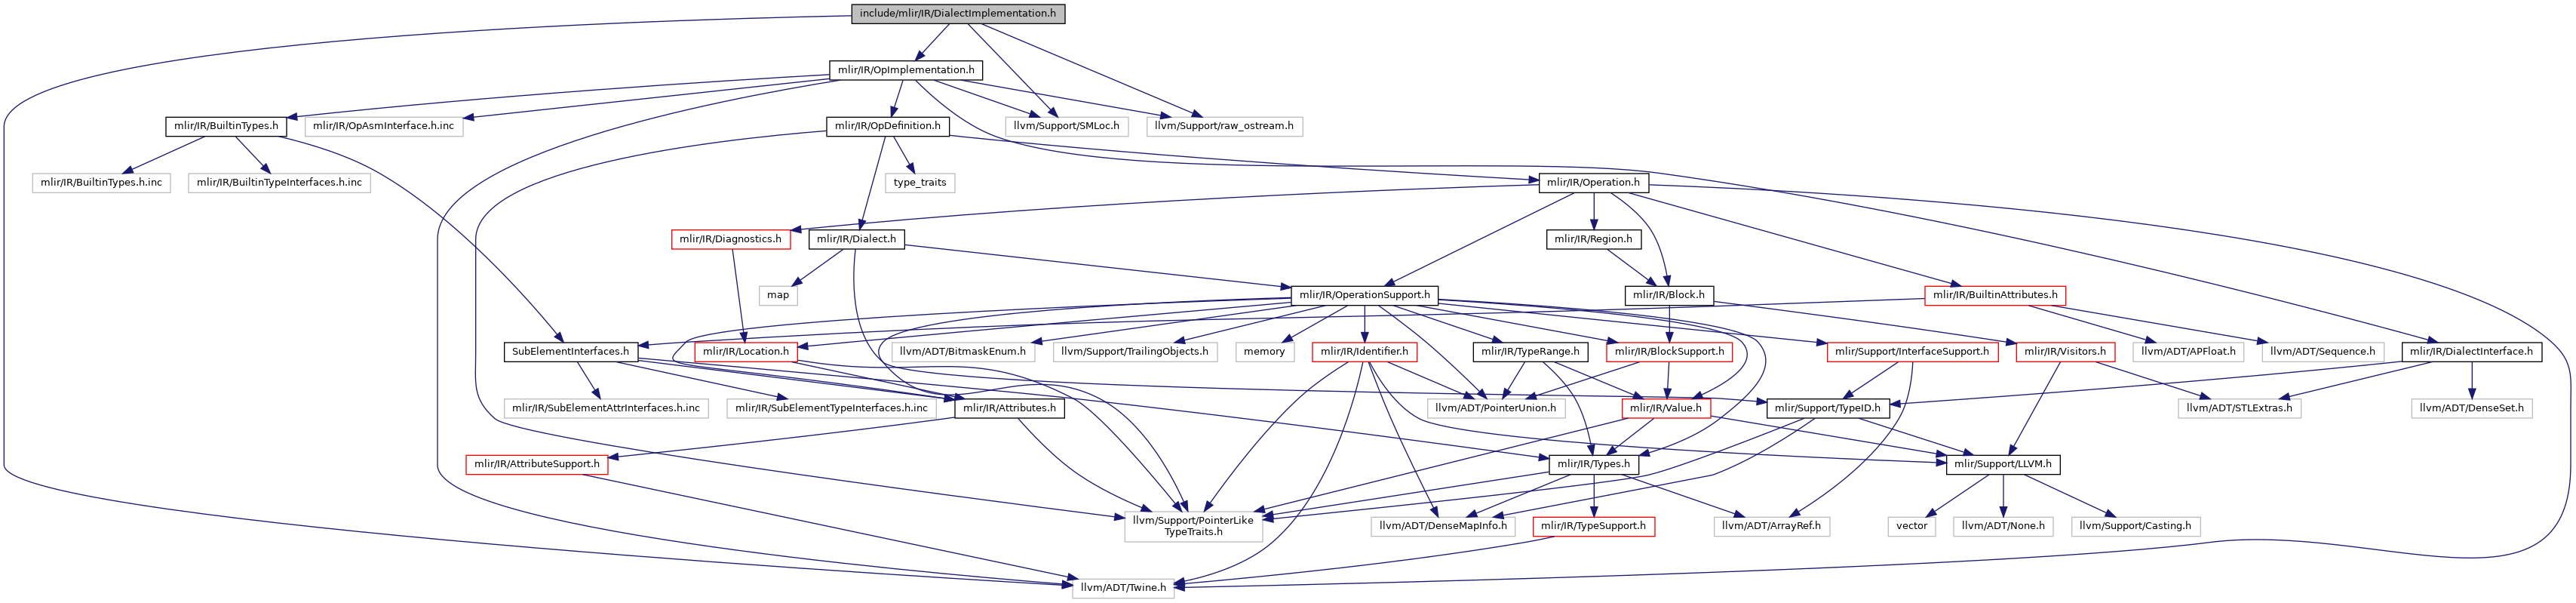 include/mlir/IR/DialectImplementation.h
mlir/IR/OpImplementation.h
mlir/IR/BuiltinTypes.h
mlir/IR/OpAsmInterface.h.inc
mlir/IR/OpDefinition.h
llvm/Support/SMLoc.h
llvm/Support/raw_ostream.h
mlir/IR/BuiltinTypes.h.inc
mlir/IR/BuiltinTypeInterfaces.h.inc
type_traits
mlir/IR/Operation.h
mlir/IR/Diagnostics.h
mlir/IR/Dialect.h
mlir/IR/Region.h
map
mlir/IR/OperationSupport.h
mlir/IR/Block.h
mlir/IR/BuiltinAttributes.h
SubElementInterfaces.h
mlir/IR/Location.h
llvm/ADT/BitmaskEnum.h
llvm/Support/TrailingObjects.h
memory
mlir/IR/Identifier.h
mlir/IR/TypeRange.h
mlir/IR/BlockSupport.h
mlir/Support/InterfaceSupport.h
mlir/IR/Visitors.h
llvm/ADT/APFloat.h
llvm/ADT/Sequence.h
mlir/IR/DialectInterface.h
mlir/IR/SubElementAttrInterfaces.h.inc
mlir/IR/SubElementTypeInterfaces.h.inc
mlir/IR/Attributes.h
llvm/ADT/PointerUnion.h
mlir/IR/Value.h
mlir/Support/TypeID.h
llvm/ADT/STLExtras.h
llvm/ADT/DenseSet.h
mlir/IR/AttributeSupport.h
mlir/IR/Types.h
mlir/Support/LLVM.h
llvm/Support/PointerLike
TypeTraits.h
llvm/ADT/DenseMapInfo.h
mlir/IR/TypeSupport.h
llvm/ADT/ArrayRef.h
vector
llvm/ADT/None.h
llvm/Support/Casting.h
llvm/ADT/Twine.h